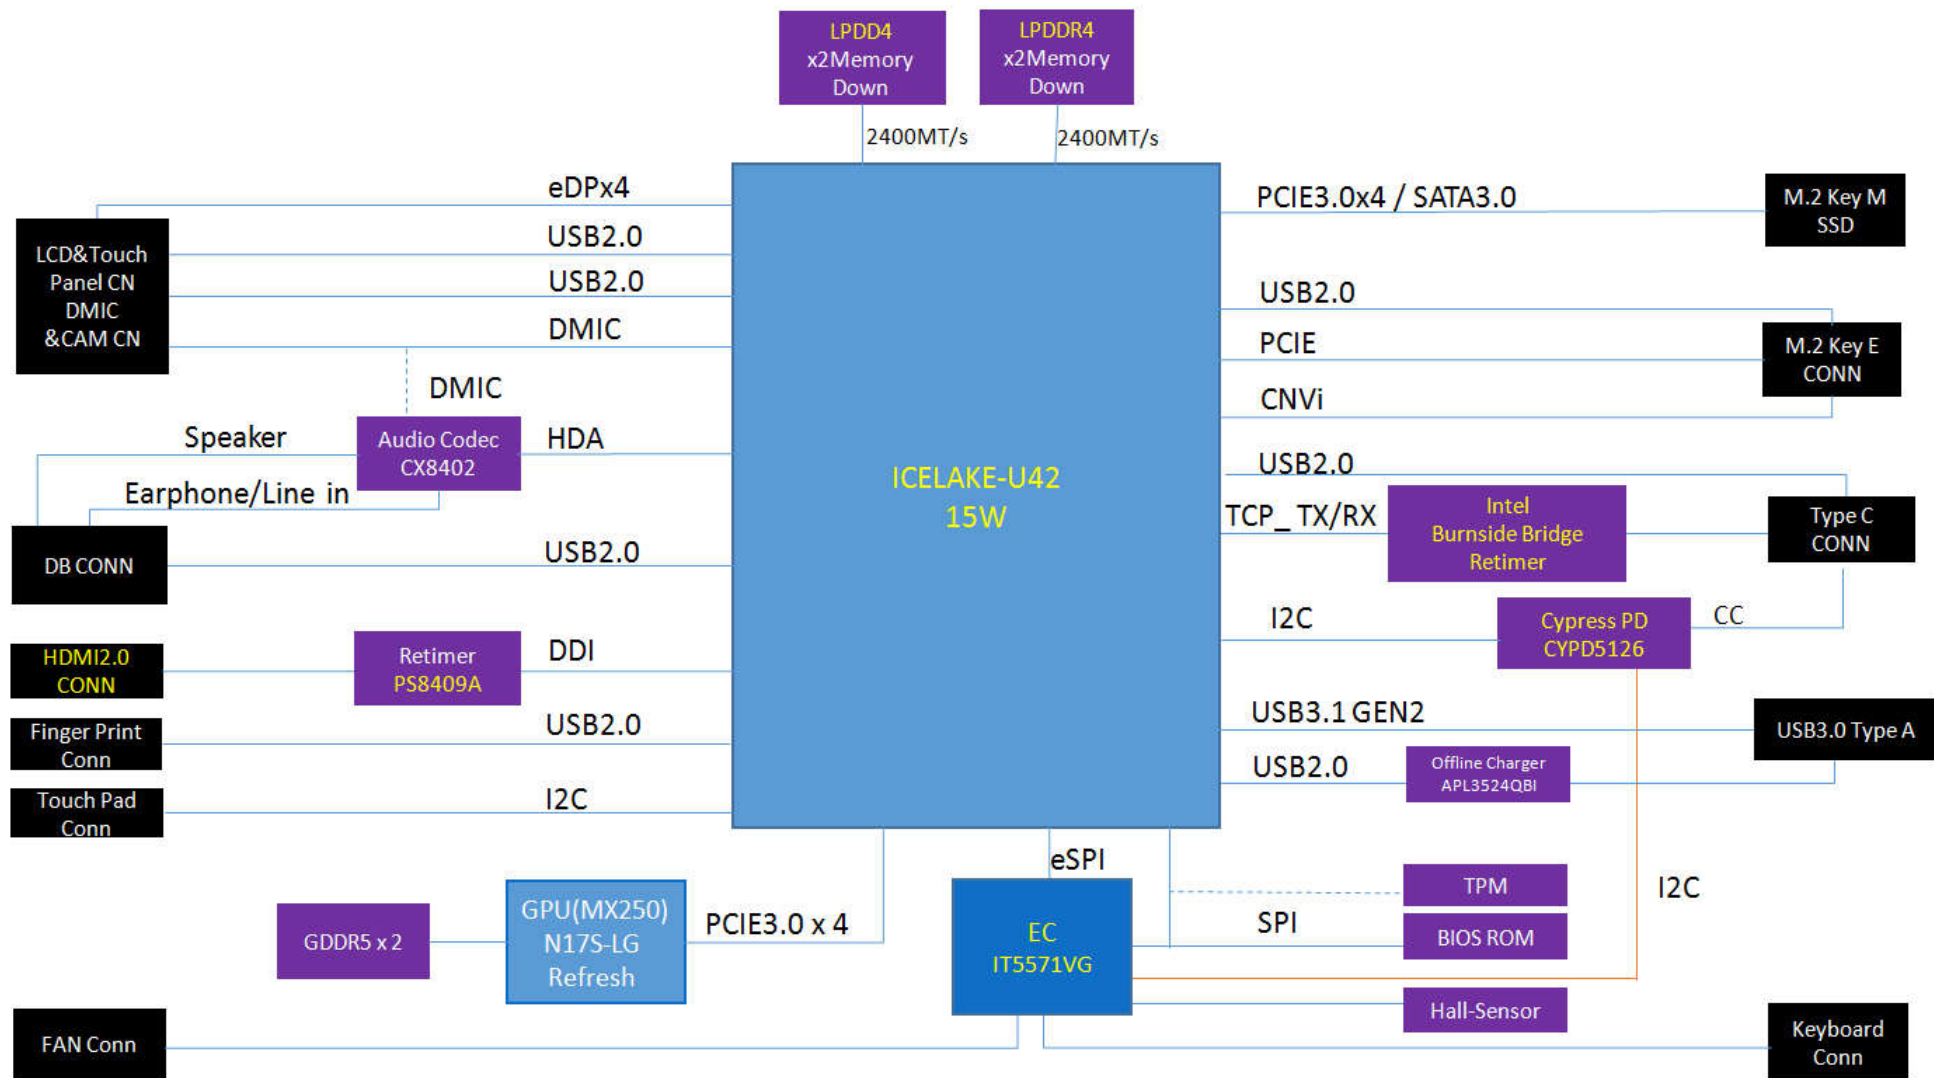 LPDD4
x2Memory
Down
LPDDR4
x2Memory
Down
2400MT/s
2400MT/s
eDPx4
USB2.0
USB2.0
DMIC
LCD&Touch
Panel CN
DMIC
&CAM CN
DMIC
Speaker
Audio Codec
CX8402
HDA
Earphone/Line in
DB CONN
USB2.0
HDMI2.0
CONN
Retimer
PS8409A
DDI
Finger Print
Conn
USB2.0
Touch Pad
Conn
I2C
ICELAKE-U42
15W
PCIE3.0x4 / SATA3.0
M.2 Key M
SSD
USB2.0
PCIE
CNVi
M.2 Key E
CONN
USB2.0
TCP_ TX/RX
Intel
Burnside Bridge
Retimer
Type C
CONN
I2C
Cypress PD
CYPD5126
CC
USB3.1 GEN2
USB3.0 Type A
USB2.0
Offline Charger
APL3524QBI
eSPI
TPM
I2C
SPI
BIOS ROM
GDDR5 x 2
GPU(MX250)
N17S-LG
Refresh
PCIE3.0 x 4
EC
IT5571VG
Hall-Sensor
FAN Conn
Keyboard
Conn